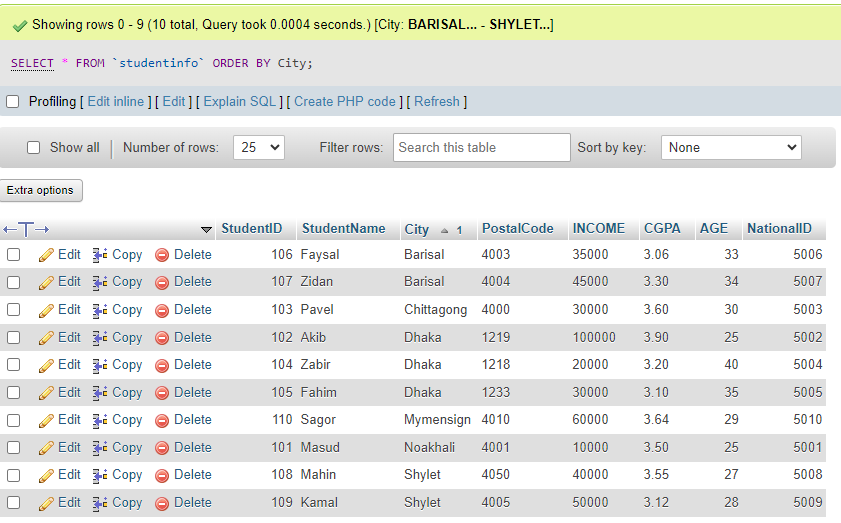 Showing rows 0 - 9 (10 total, Query took 0.0004 seconds.) [City: BARISAL... - SHYLET...]
SELECT * FROM `studentinfo` ORDER BY City;
Profiling [ Edit inline ] [ Edit ] [ Explain SQL ] [ Create PHP code ] [ Refresh ]
Show all Number of rows: 25 Filter rows: Search this table Sort by key: None
Extra options
StudentID StudentName City 1 PostalCode INCOME CGPA AGE NationalID
Edit Copy Delete 106 Faysal Barisal 4003 35000 3.06 33 5006
Edit Copy Delete 107 Zidan Barisal 4004 45000 3.30 34 5007
Edit Copy Delete 103 Pavel Chittagong 4000 30000 3.60 30 5003
Edit Copy Delete 102 Akib Dhaka 1219 100000 3.90 25 5002
Edit Copy Delete 104 Zabir Dhaka 1218 20000 3.20 40 5004
Edit Copy Delete 105 Fahim Dhaka 1233 30000 3.10 35 5005
Edit Copy Delete 110 Sagor Mymensign 4010 60000 3.64 29 5010
Edit Copy Delete 101 Masud Noakhali 4001 10000 3.50 25 5001
Edit Copy Delete 108 Mahin Shylet 4050 40000 3.55 27 5008
Edit Copy Delete 109 Kamal Shylet 4005 50000 3.12 28 5009